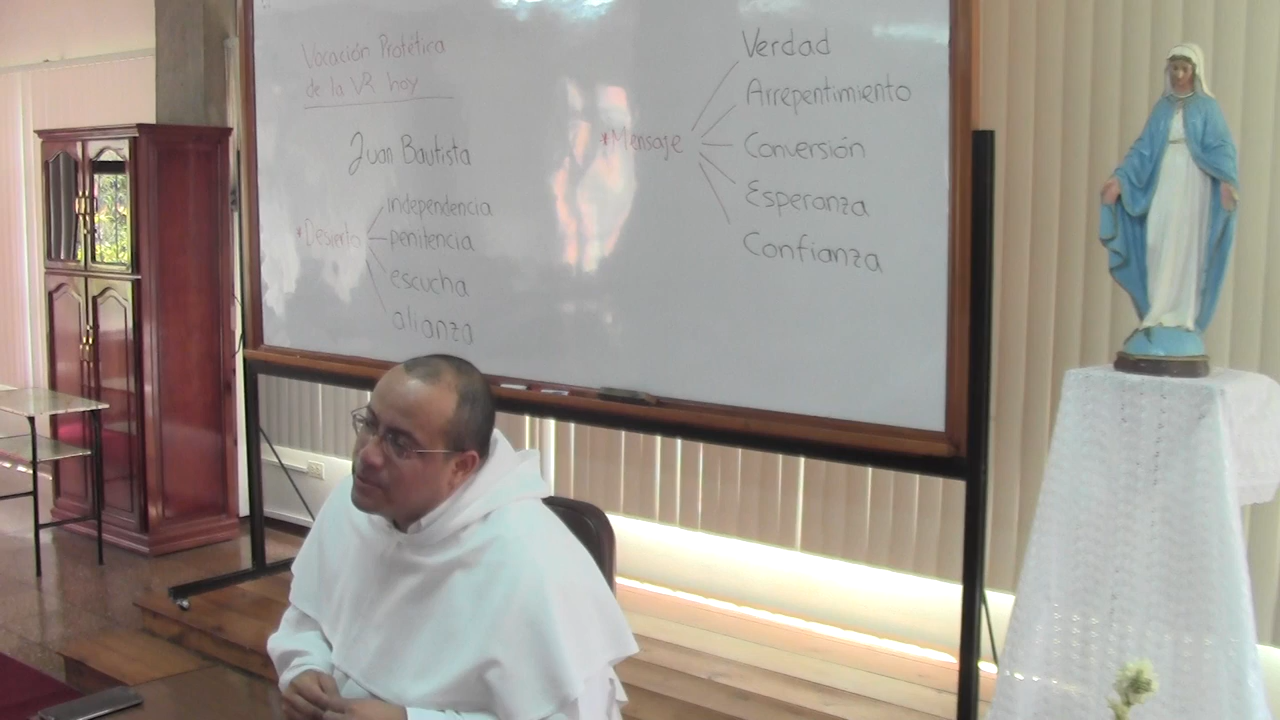 Vocación Profética
de la VR hoy
Juan Bautista
*Desierto
independencia
penitencia
escucha
alianza
*Mensaje
Verdad
Arrepentimiento
Conversión
Esperanza
Confianza